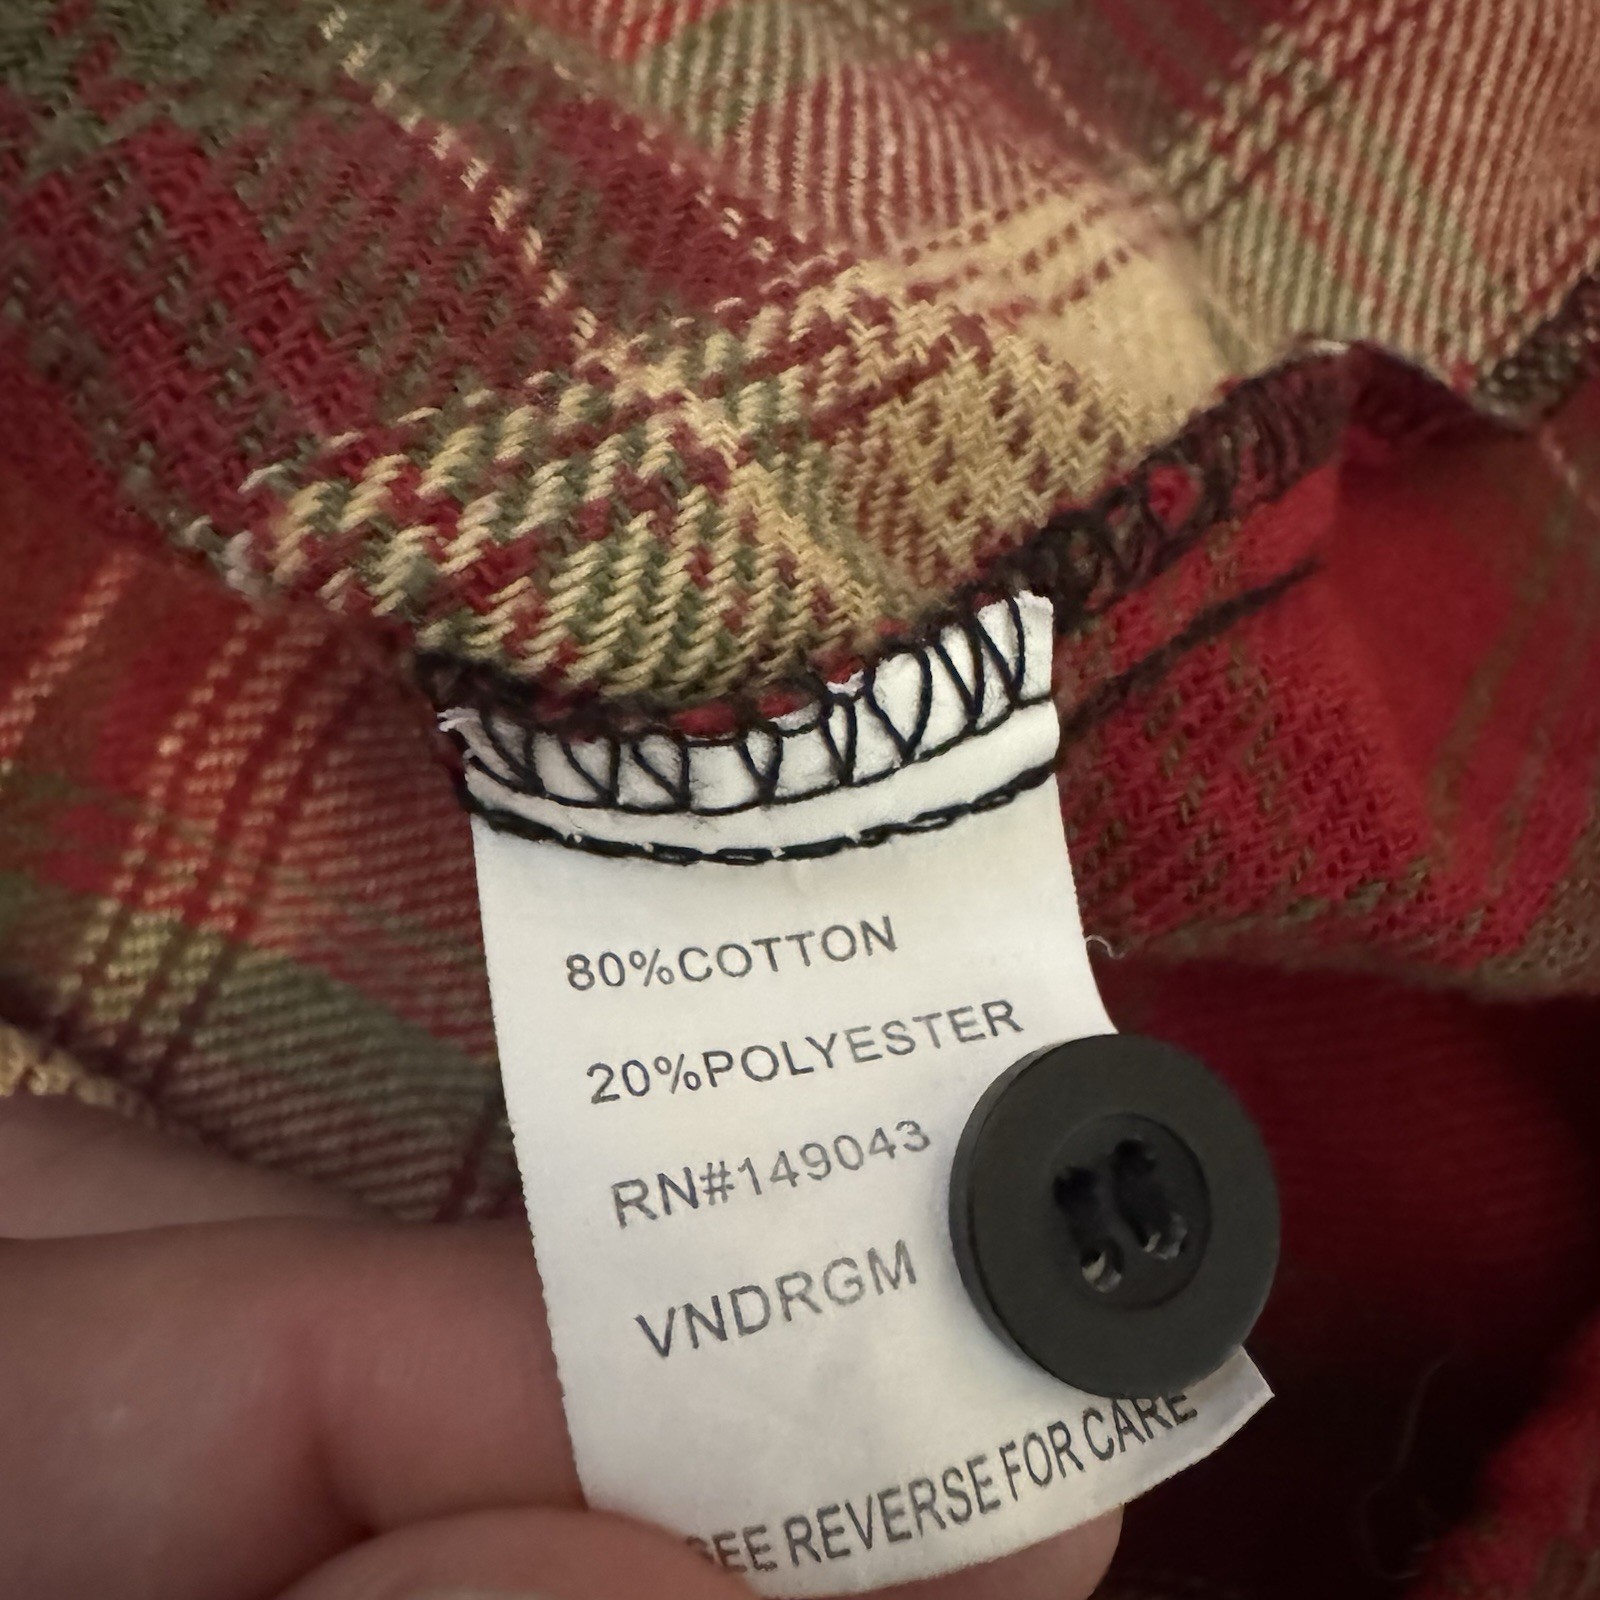 80%COTTON
20%POLYESTER
RN#149043
VNDRGM
SEE REVERSE FOR CARE